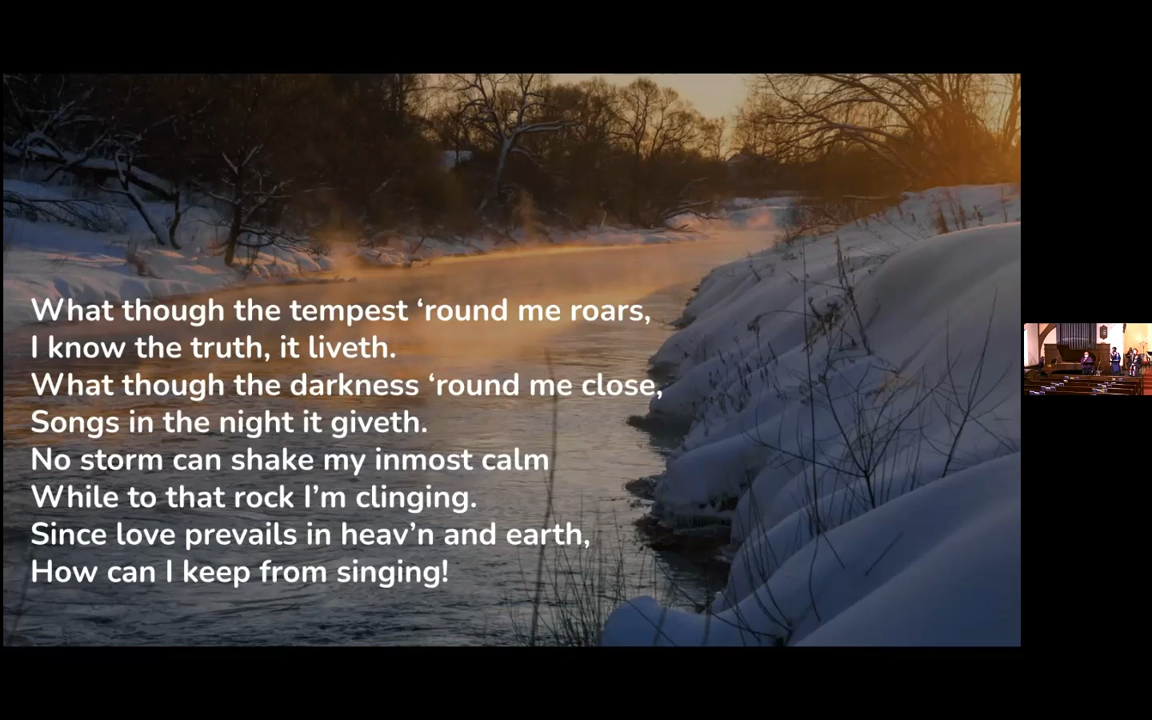 What though the tempest ‘round me roars,
I know the truth, it liveth.
What though the darkness ‘round me close,
Songs in the night it giveth.
No storm can shake my inmost calm
While to that rock I’m clinging.
Since love prevails in heav’n and earth,
How can I keep from singing!